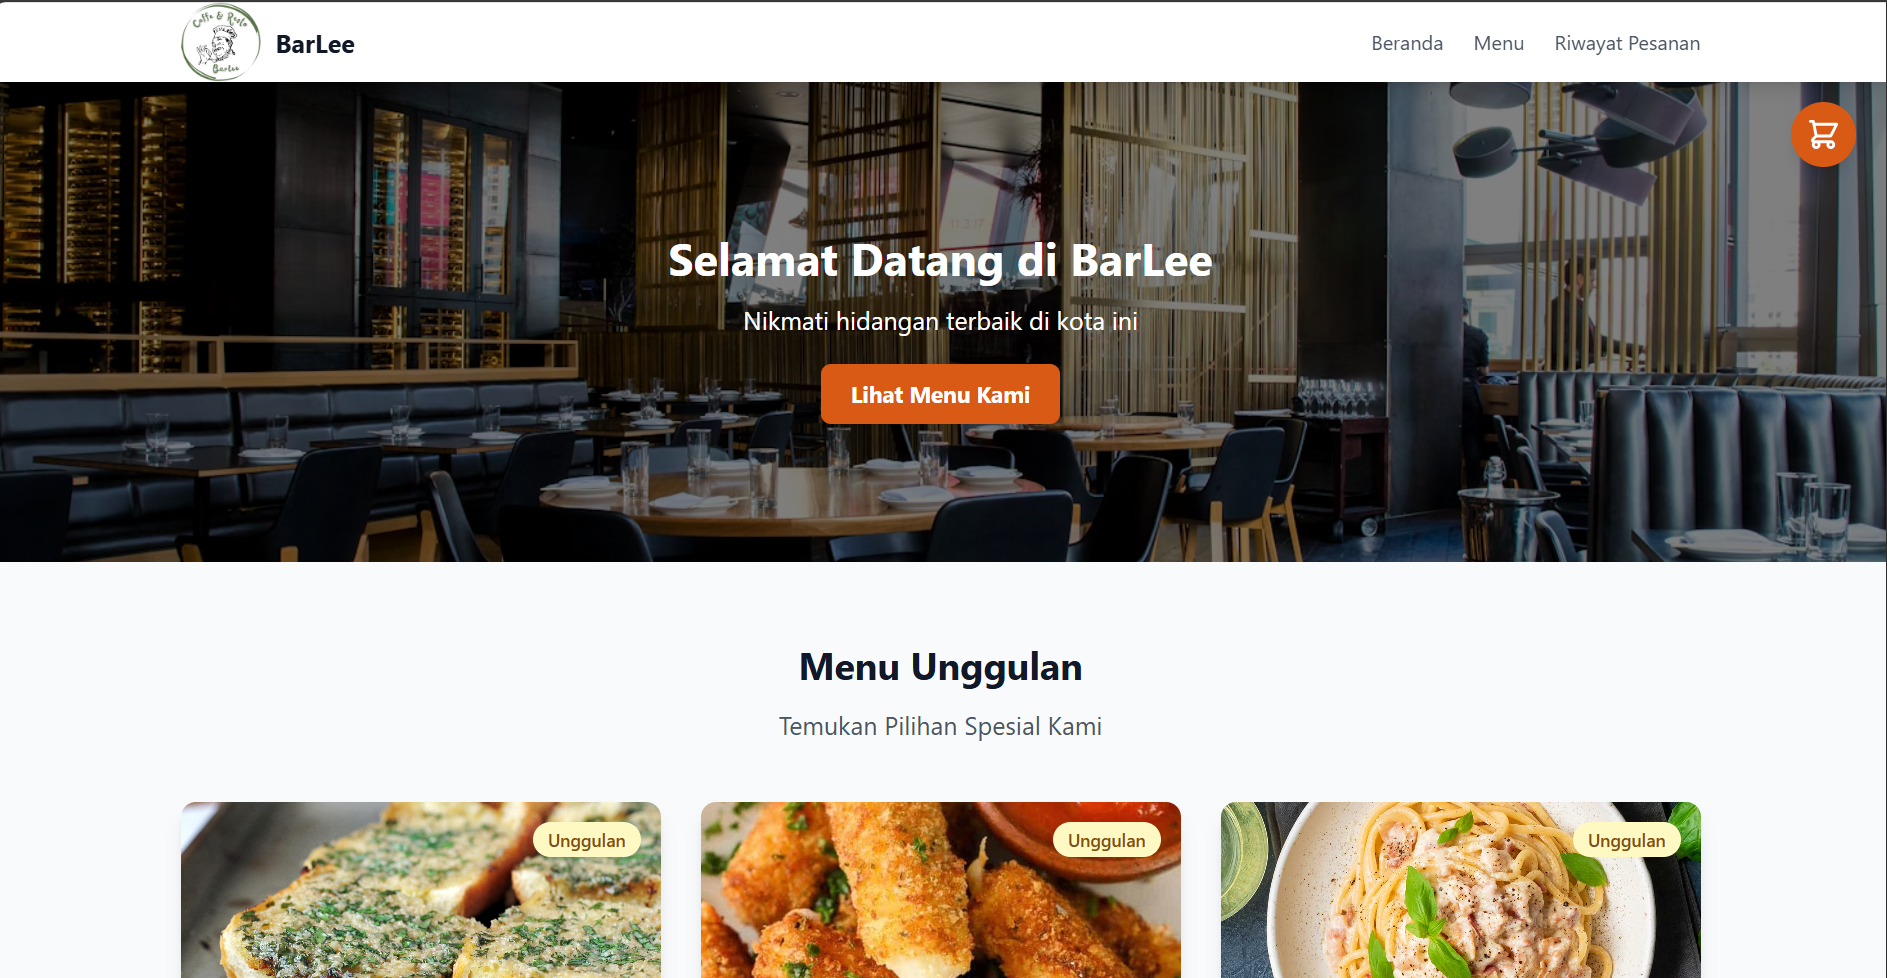 Caffe & Resto
Barlee
BarLee
Beranda
Menu
Riwayat Pesanan
Selamat Datang di BarLee
Nikmati hidangan terbaik di kota ini
Lihat Menu Kami
Menu Unggulan
Temukan Pilihan Spesial Kami
Unggulan
Unggulan
Unggulan